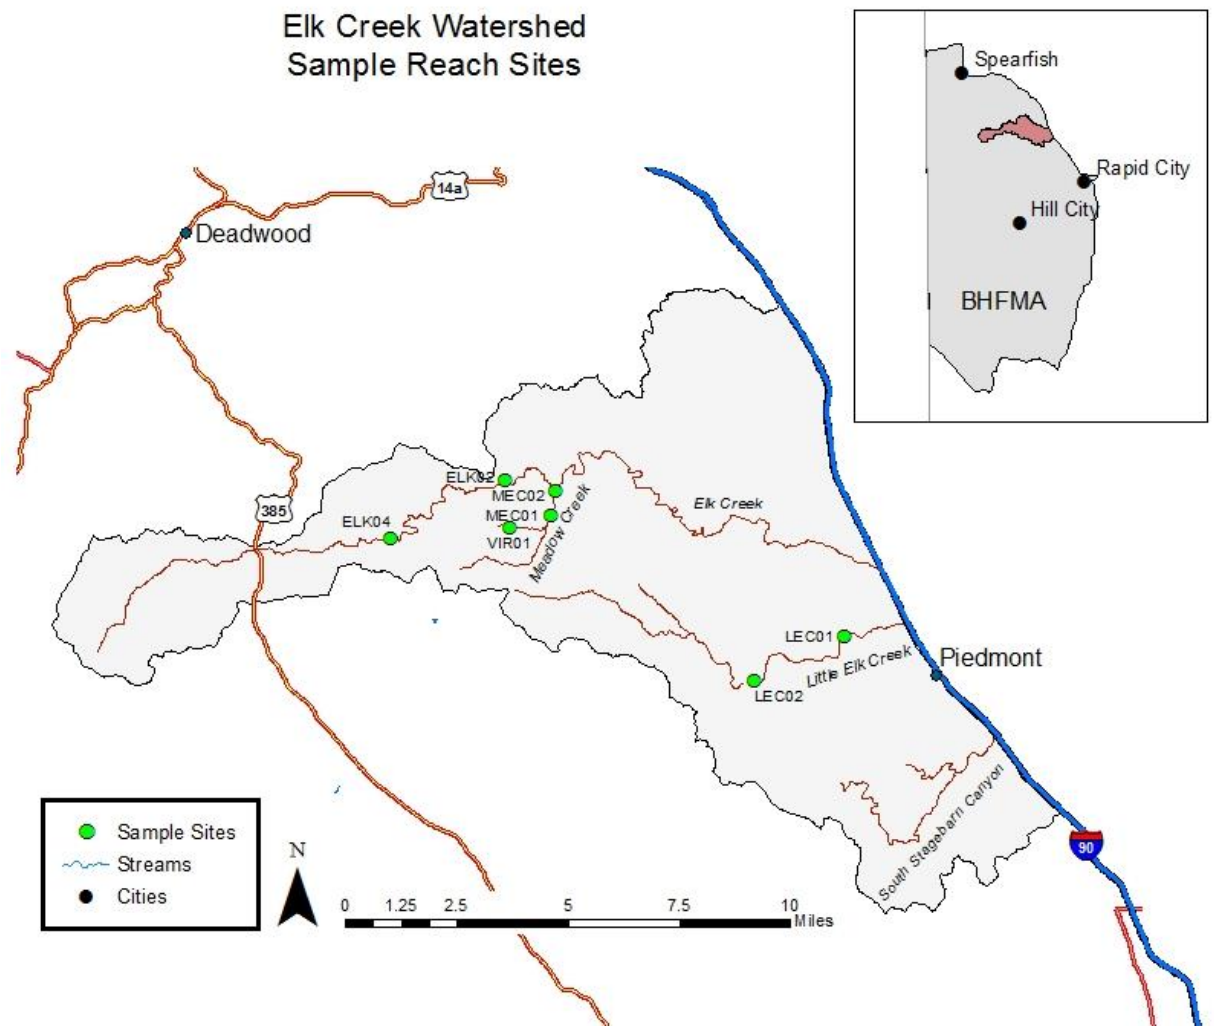 Elk Creek Watershed
Sample Reach Sites
Spearfish
Rapid City
Hill City
BHFMA
14a
Deadwood
385
ELK02
MEC02
MEC01
VIR01
ELK04
Meadow Creek
Elk Creek
LEC01
Little Elk Creek
LEC02
Piedmont
South Stagebarn Canyon
90
Sample Sites
Streams
Cities
N
0 1.25 2.5 5 7.5 10
Miles